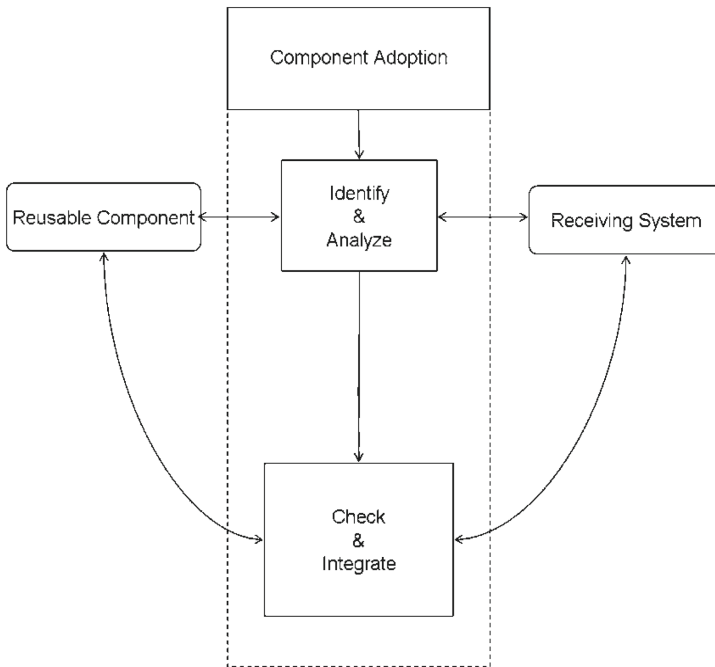 Component Adoption
Identify
&
Analyze
Reusable Component
Receiving System
Check
&
Integrate